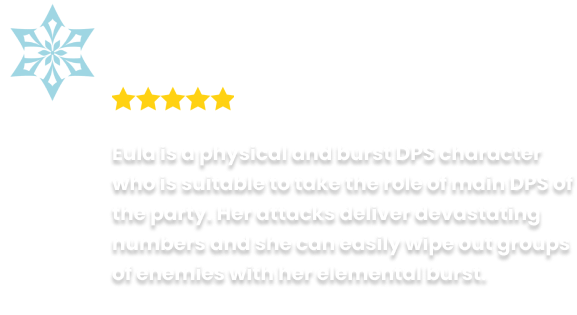 Eula is a physical and burst DPS character
who is suitable to take the role of main DPS of
the party. Her attacks deliver devastating
numbers and she can easily wipe out groups
of enemies with her elemental burst.